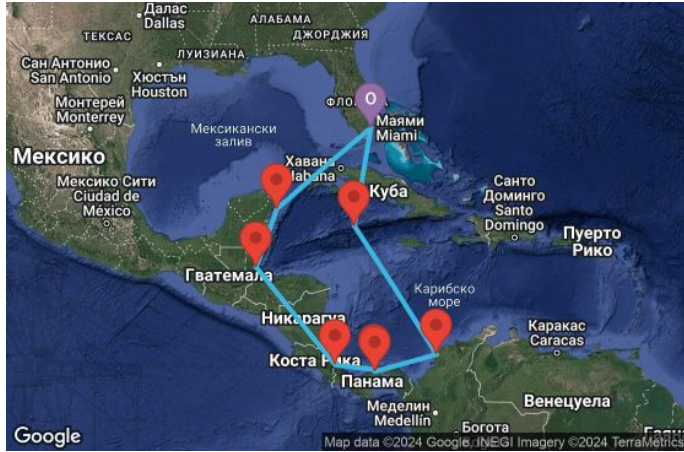 Далас
Dallas
АЛАБАМА
ТЕКСАС
ДЖОРДЖИЯ
ЛУИЗИАНА
Сан Антонио
San Antonio
Хюстън
Houston
O
Монтерей
Monterrey
Маями
Miami
Мексикански
залив
Мексико
Хавана
Мексико Сити
Ciudad de
México
Куба
Санто
Доминго
Santo
Domingo
Пуерто
Рико
Гватемала
Карибско
море
Никарагуа
Каракас
Caracas
Коста Рика
Панама
Венецуела
Меделин
Medellín
Богота
Google
Map data ©2024 Google, INEGI Imagery ©2024 TerraMetrics